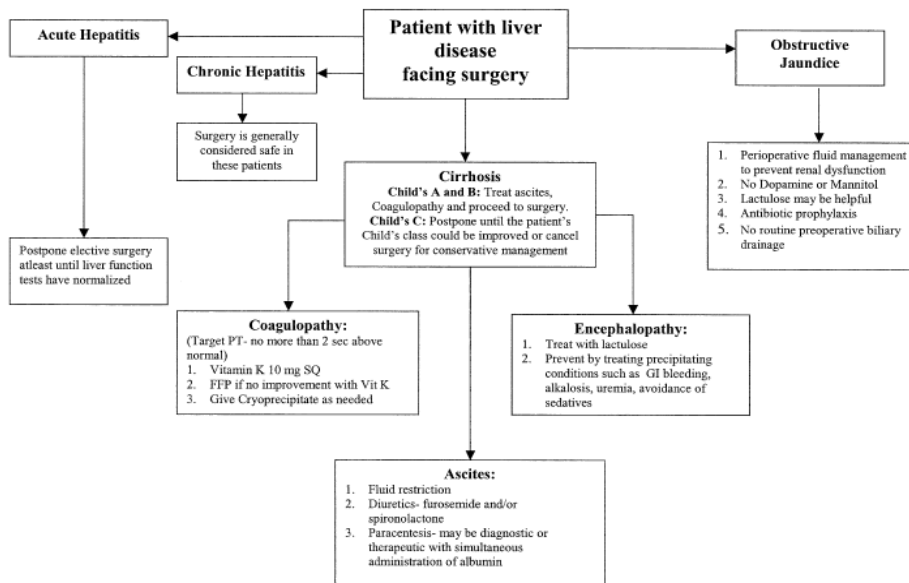 Patient with liver
disease
facing surgery
Acute Hepatitis
Chronic Hepatitis
Obstructive
Jaundice
Surgery is generally
considered safe in
these patients
Postpone elective surgery
atleast until liver function
tests have normalized
1. Perioperative fluid management
to prevent renal dysfunction
2. No Dopamine or Mannitol
3. Lactulose may be helpful
4. Antibiotic prophylaxis
5. No routine preoperative biliary
drainage
Cirrhosis
Child's A and B: Treat ascites,
Coagulopathy and proceed to surgery.
Child's C: Postpone until the patient's
Child's class could be improved or cancel
surgery for conservative management
Coagulopathy:
(Target PT- no more than 2 sec above
normal)
1. Vitamin K 10 mg SQ
2. FFP if no improvement with Vit K
3. Give Cryoprecipitate as needed
Encephalopathy:
1. Treat with lactulose
2. Prevent by treating precipitating
conditions such as GI bleeding,
alkalosis, uremia, avoidance of
sedatives
Ascites:
1. Fluid restriction
2. Diuretics- furosemide and/or
spironolactone
3. Paracentesis- may be diagnostic or
therapeutic with simultaneous
administration of albumin